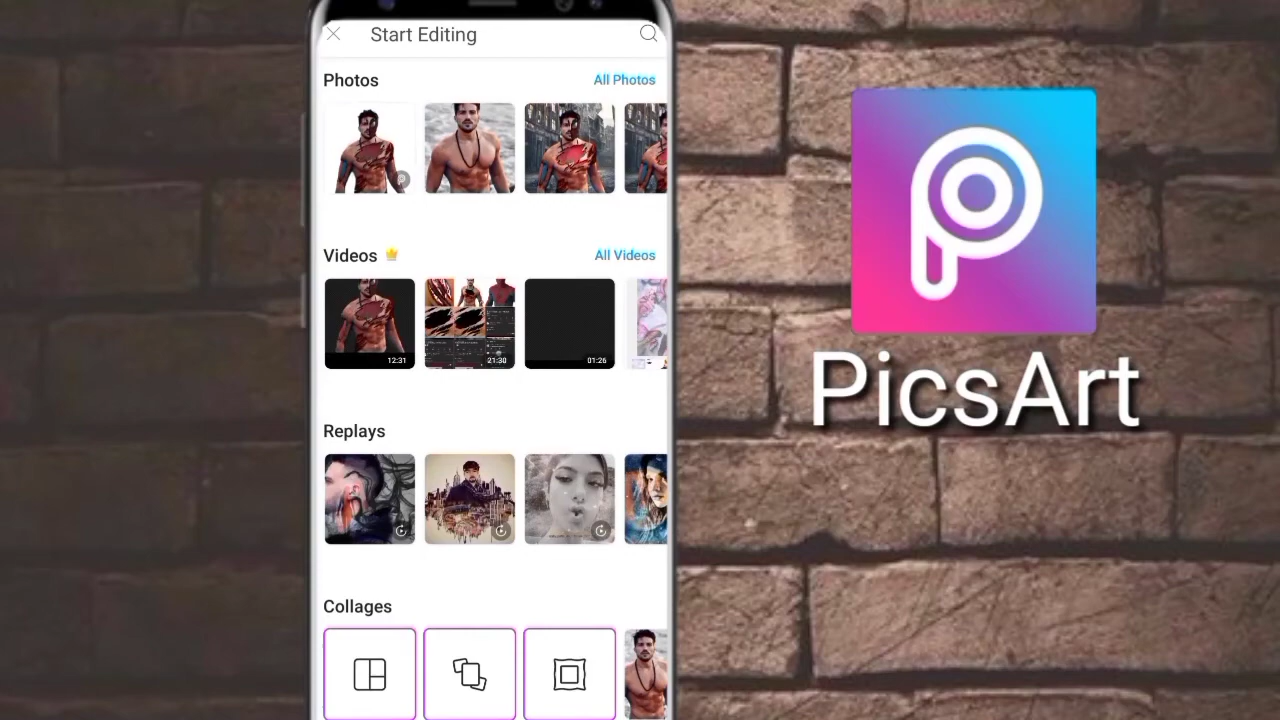 Start Editing
Photos
All Photos
Videos
All Videos
12:31
21:30
01:26
Replays
Collages
PicsArt